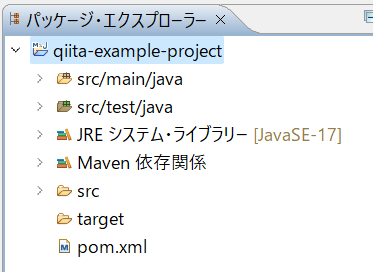 パッケージ・エクスプローラー
qiita-example-project
src/main/java
src/test/java
JRE システム・ライブラリー [JavaSE-17]
Maven 依存関係
src
target
pom.xml